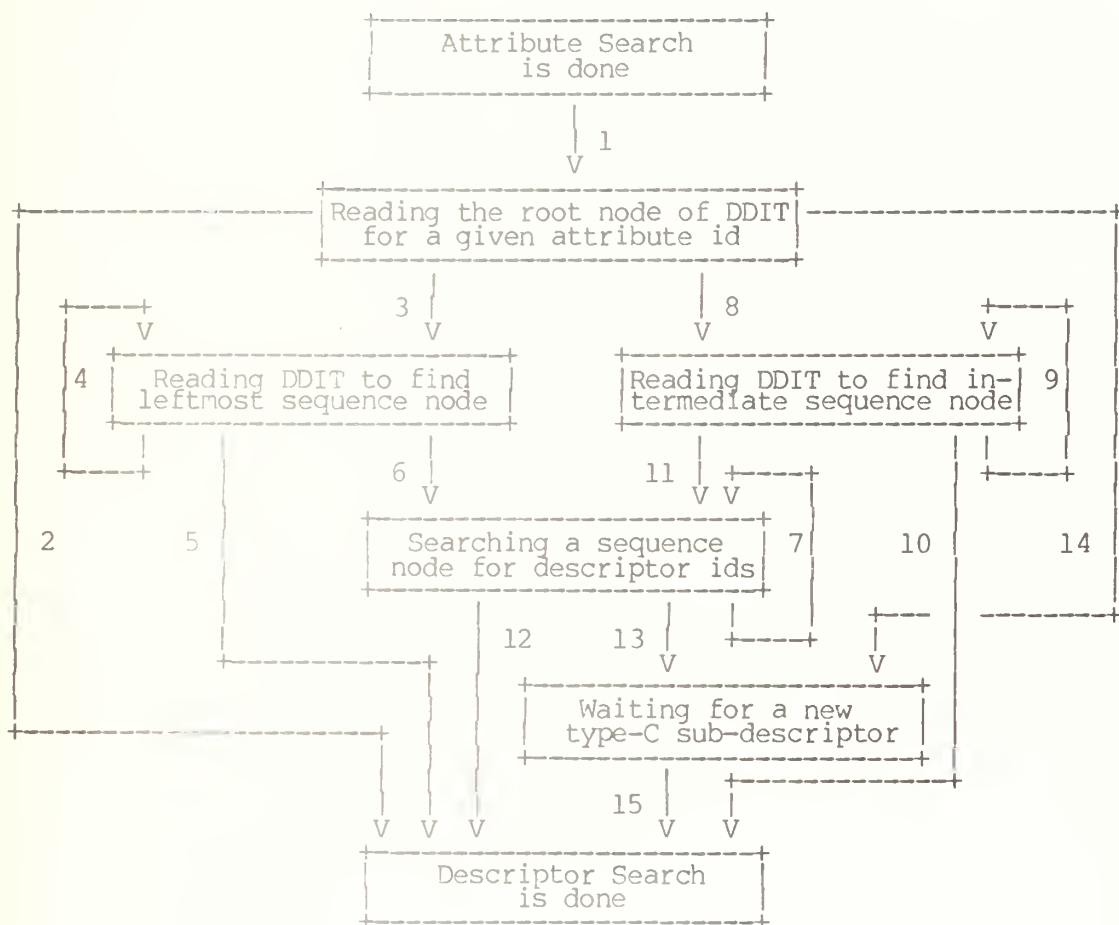 Attribute Search
is done
1
Reading the root node of DDIT
for a given attribute id
3
8
4
Reading DDIT to find
leftmost sequence node
Reading DDIT to find in-
termediate sequence node
9
6
11
2
5
Searching a sequence
node for descriptor ids
7
10
14
12
13
Waiting for a new
type-C sub-descriptor
15
Descriptor Search
is done